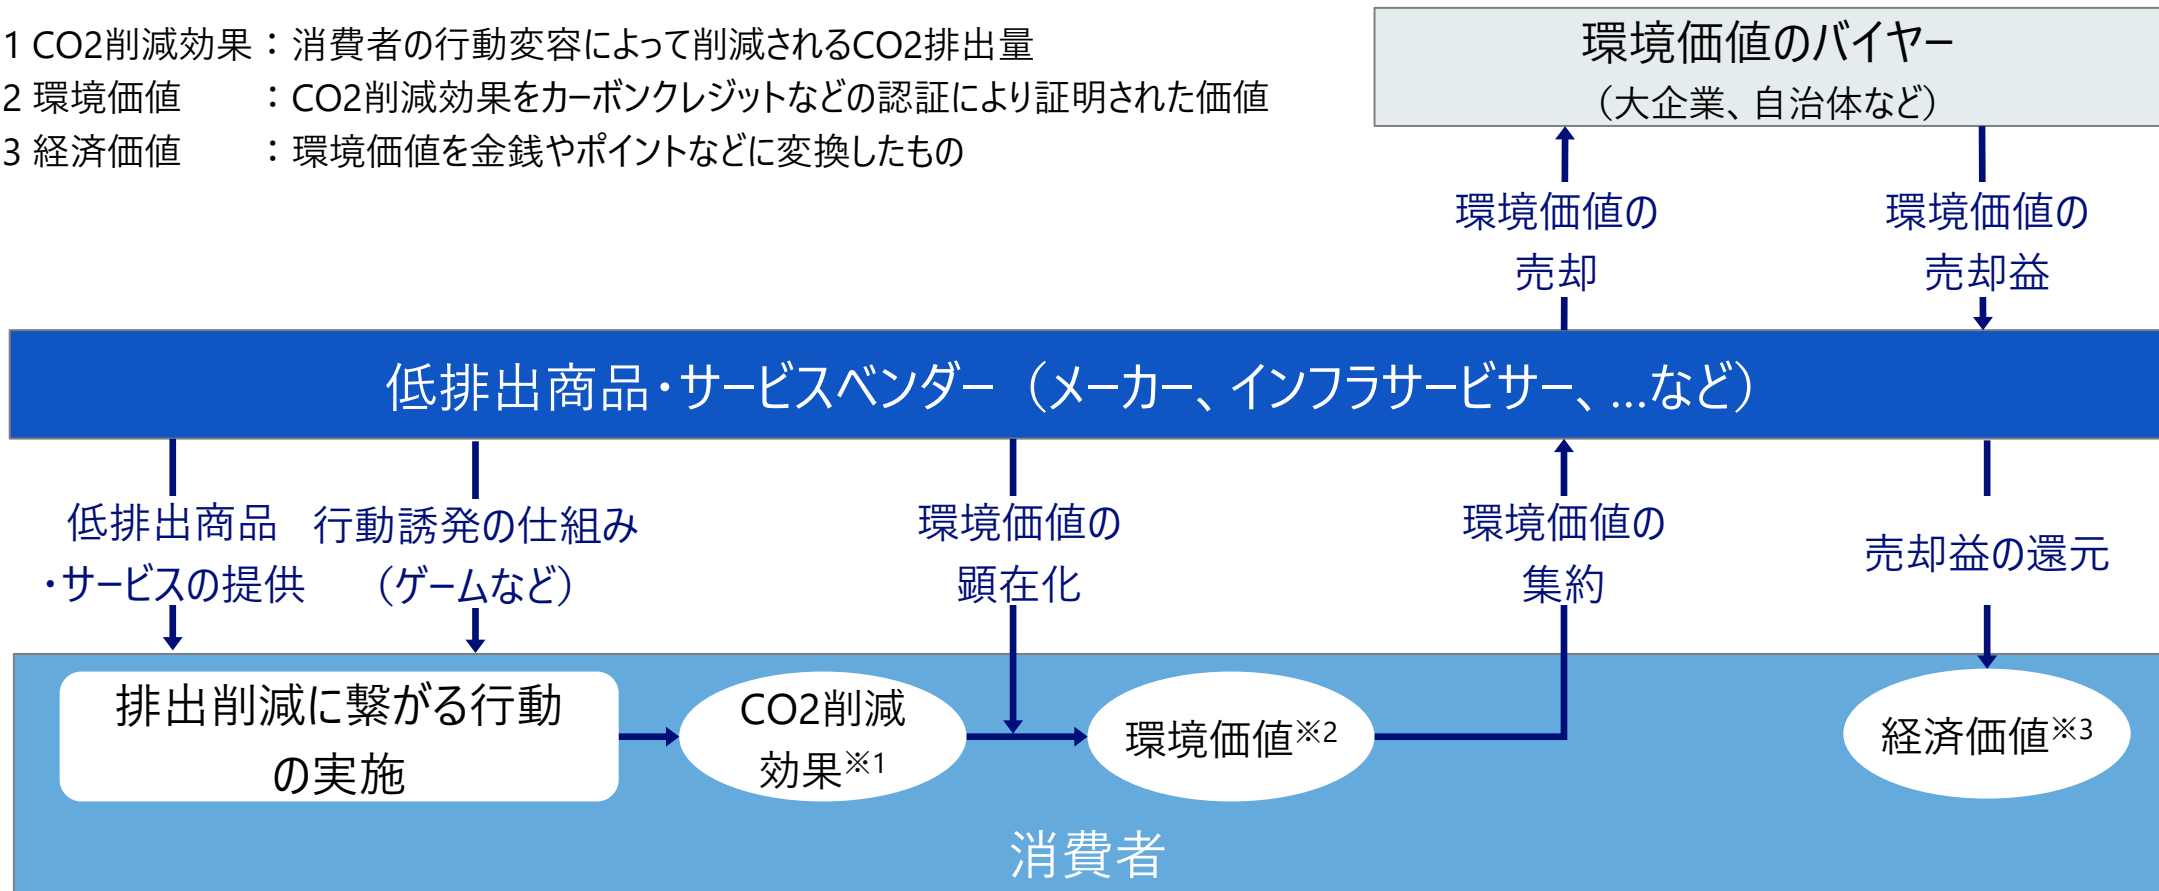 1 CO2削減効果：消費者の行動変容によって削減されるCO2排出量
2 環境価値　　：CO2削減効果をカーボンクレジットなどの認証により証明された価値
3 経済価値　　：環境価値を金銭やポイントなどに変換したもの
環境価値のバイヤー
（大企業、自治体など）
環境価値の
売却
環境価値の
売却益
低排出商品・サービスベンダー（メーカー、インフラサービサー、…など）
低排出商品
・サービスの提供
行動誘発の仕組み
（ゲームなど）
環境価値の
顕在化
環境価値の
集約
売却益の還元
排出削減に繋がる行動
の実施
CO2削減
効果※1
環境価値※2
経済価値※3
消費者